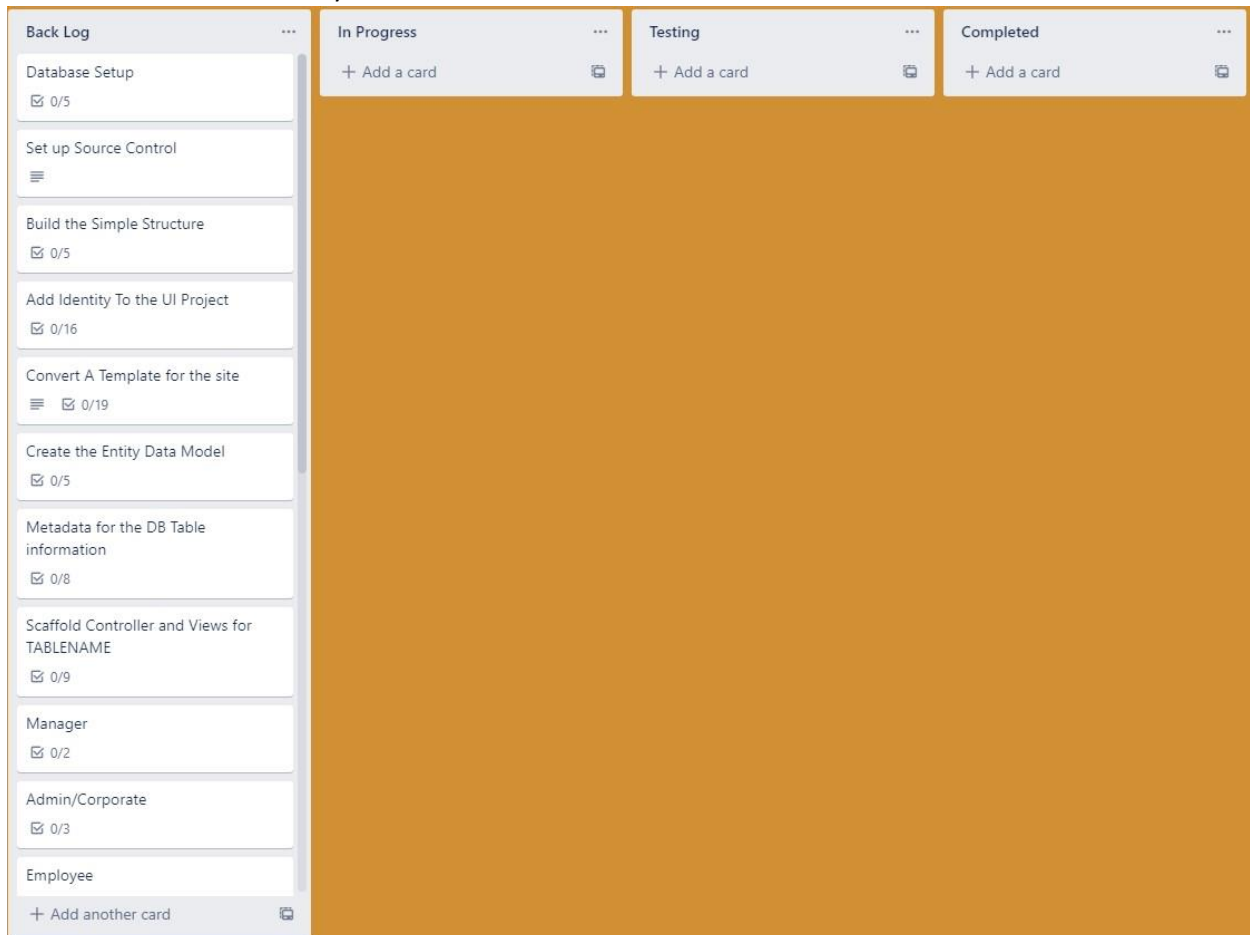 Back Log
Database Setup
0/5
Set up Source Control
Build the Simple Structure
0/5
Add Identity To the UI Project
0/16
Convert A Template for the site
0/19
Create the Entity Data Model
0/5
Metadata for the DB Table
information
0/8
Scaffold Controller and Views for
TABLENAME
0/9
Manager
0/2
Admin/Corporate
0/3
Employee
+ Add another card
In Progress
+ Add a card
Testing
+ Add a card
Completed
+ Add a card